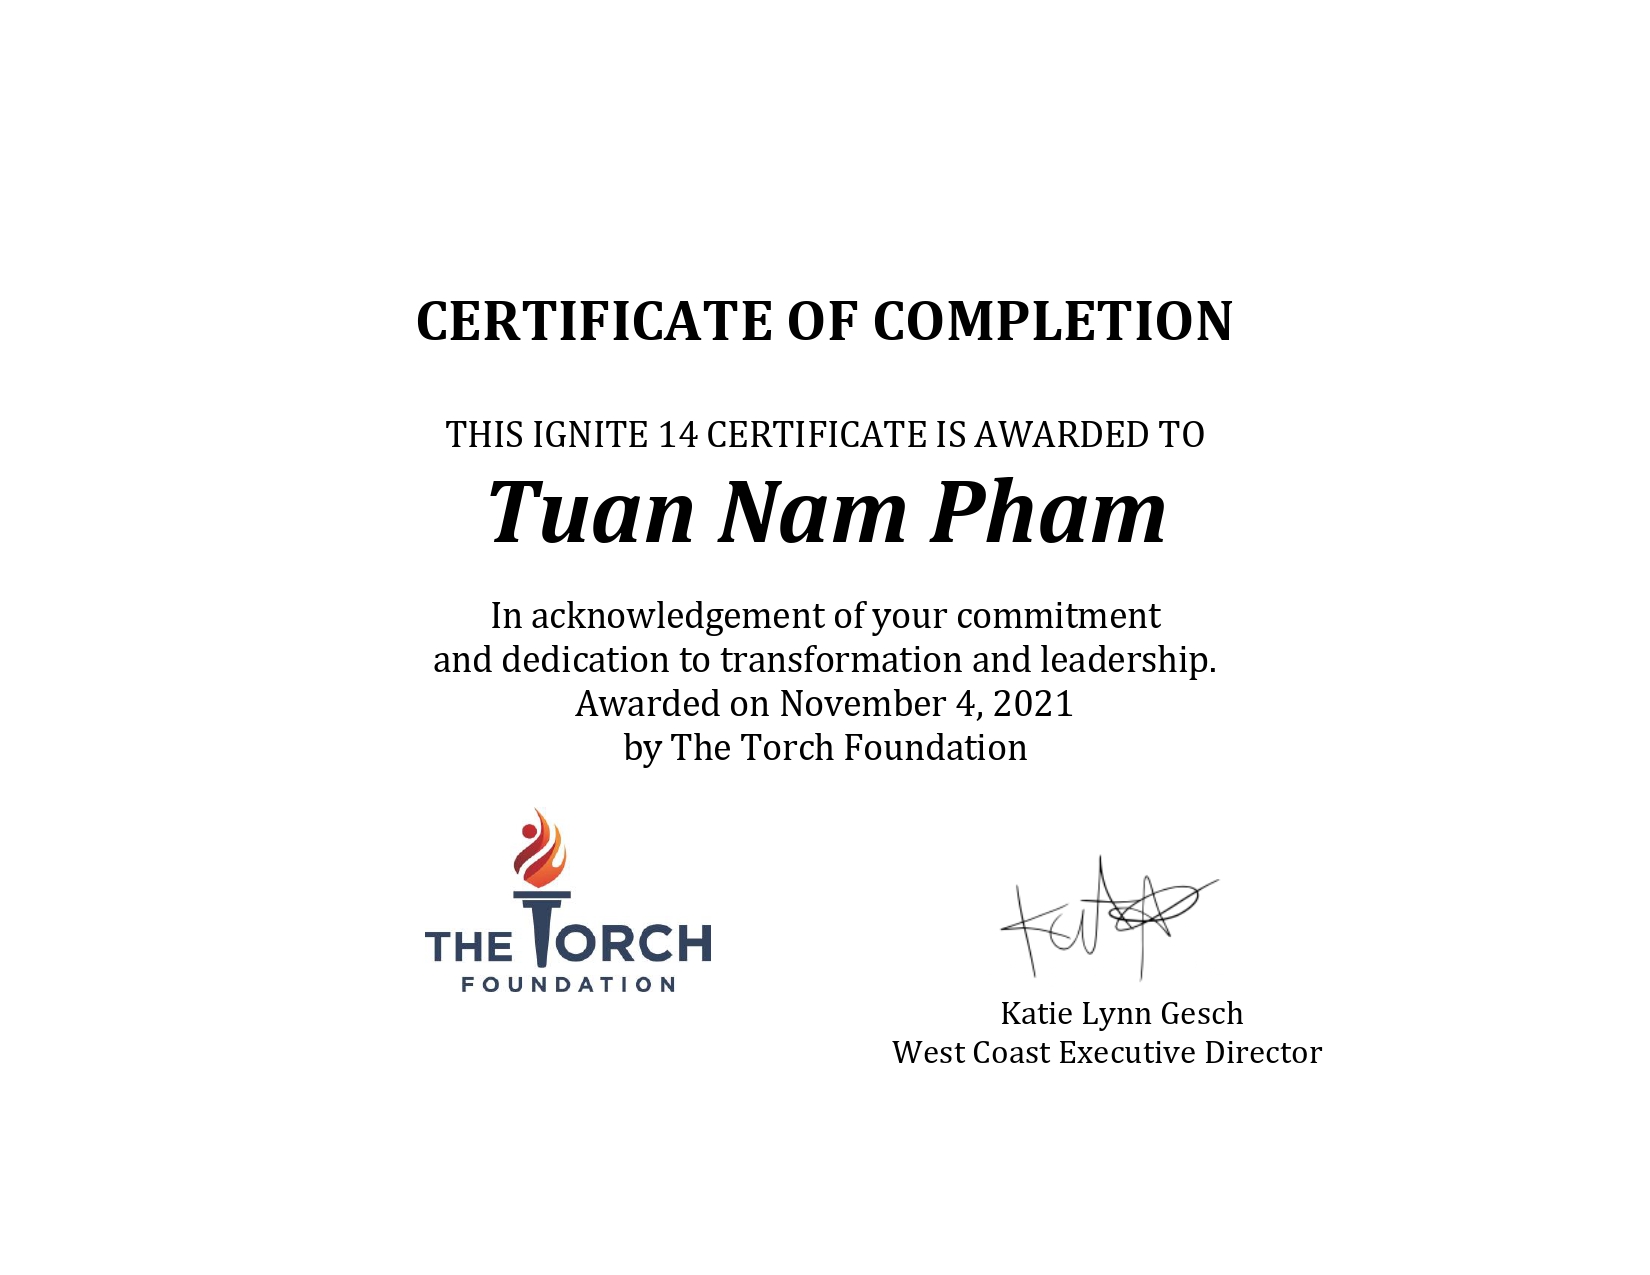 CERTIFICATE OF COMPLETION
THIS IGNITE 14 CERTIFICATE IS AWARDED TO
Tuan Nam Pham
In acknowledgement of your commitment
and dedication to transformation and leadership.
Awarded on November 4, 2021
by The Torch Foundation
THE TORCH
FOUNDATION
Katie Lynn Gesch
West Coast Executive Director